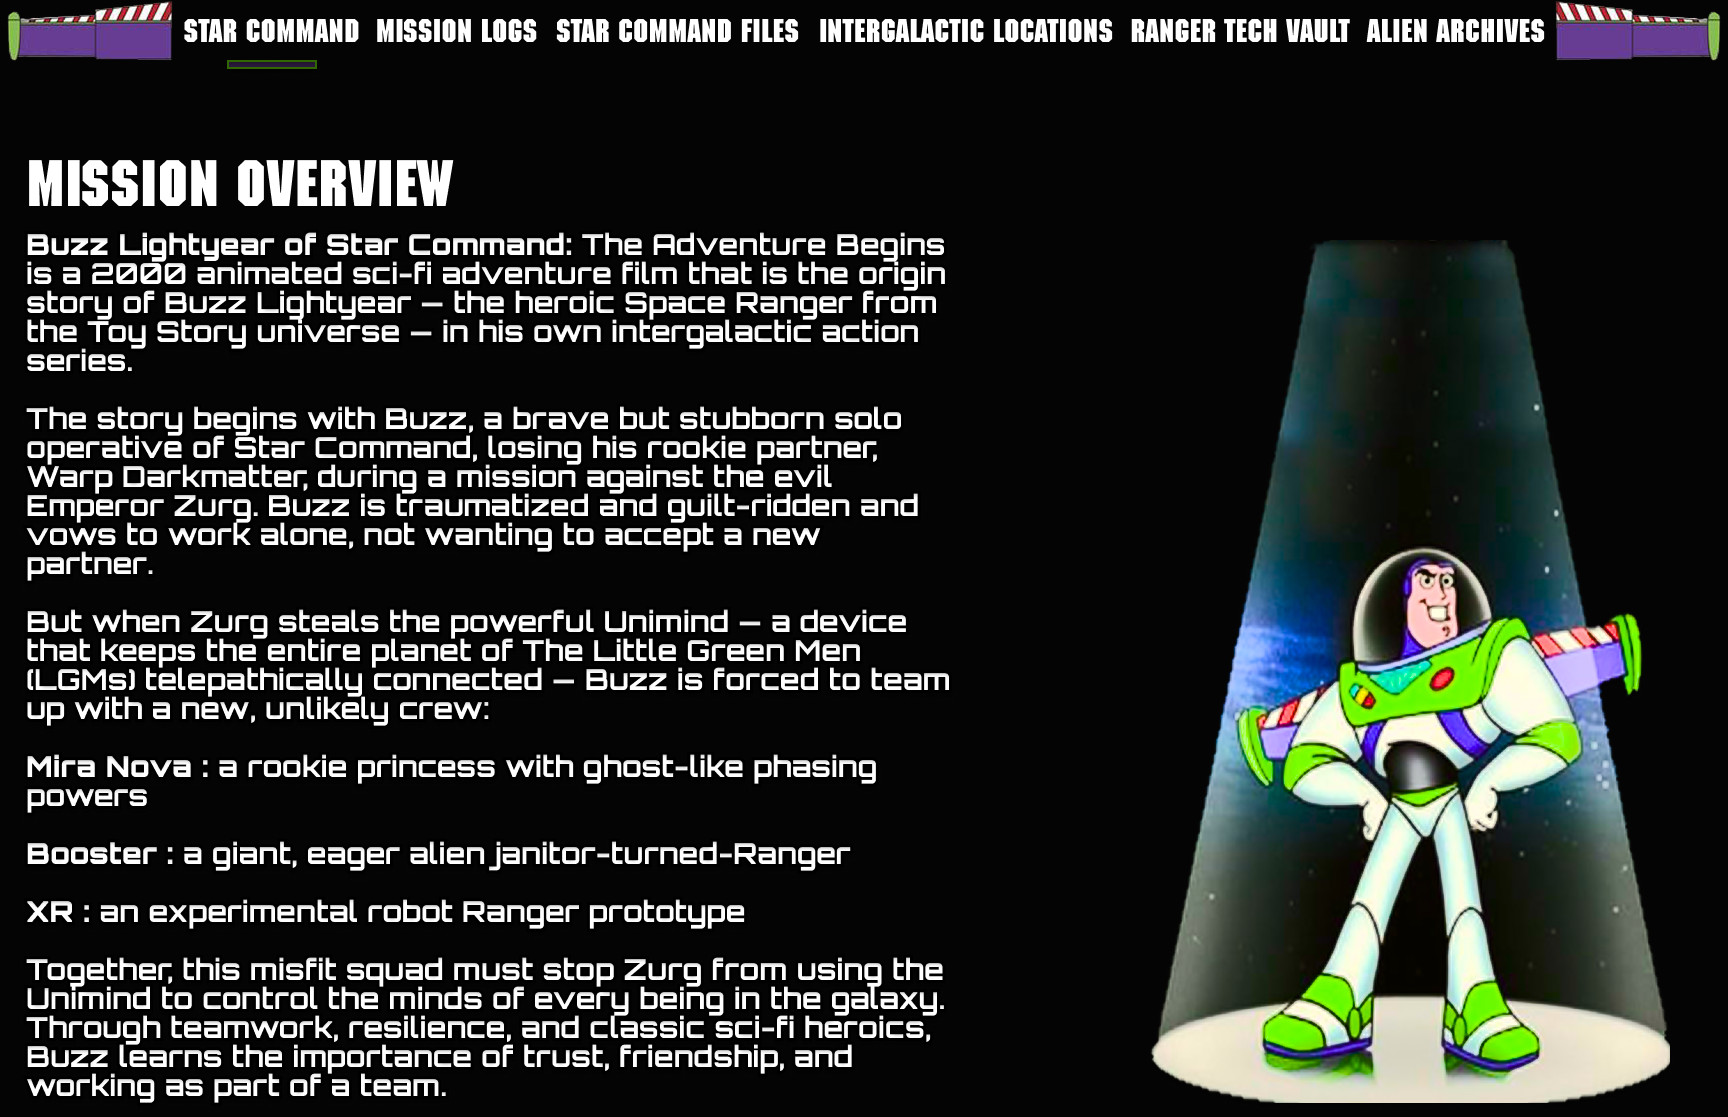 STAR COMMAND MISSION LOGS STAR COMMAND FILES INTERGALACTIC LOCATIONS RANGER TECH VAULT ALIEN ARCHIVES
MISSION OVERVIEW
Buzz Lightyear of Star Command: The Adventure Begins
is a 2000 animated sci-fi adventure film that is the origin
story of Buzz Lightyear — the heroic Space Ranger from
the Toy Story universe — in his own intergalactic action
series.
The story begins with Buzz, a brave but stubborn solo
operative of Star Command, losing his rookie partner,
Warp Darkmatter, during a mission against the evil
Emperor Zurg. Buzz is traumatized and guilt-ridden and
vows to work alone, not wanting to accept a new
partner.
But when Zurg steals the powerful Unimind — a device
that keeps the entire planet of The Little Green Men
(LGMs) telepathically connected — Buzz is forced to team
up with a new, unlikely crew:
Mira Nova : a rookie princess with ghost-like phasing
powers
Booster : a giant, eager alien janitor-turned-Ranger
XR : an experimental robot Ranger prototype
Together, this misfit squad must stop Zurg from using the
Unimind to control the minds of every being in the galaxy.
Through teamwork, resilience, and classic sci-fi heroics,
Buzz learns the importance of trust, friendship, and
working as part of a team.